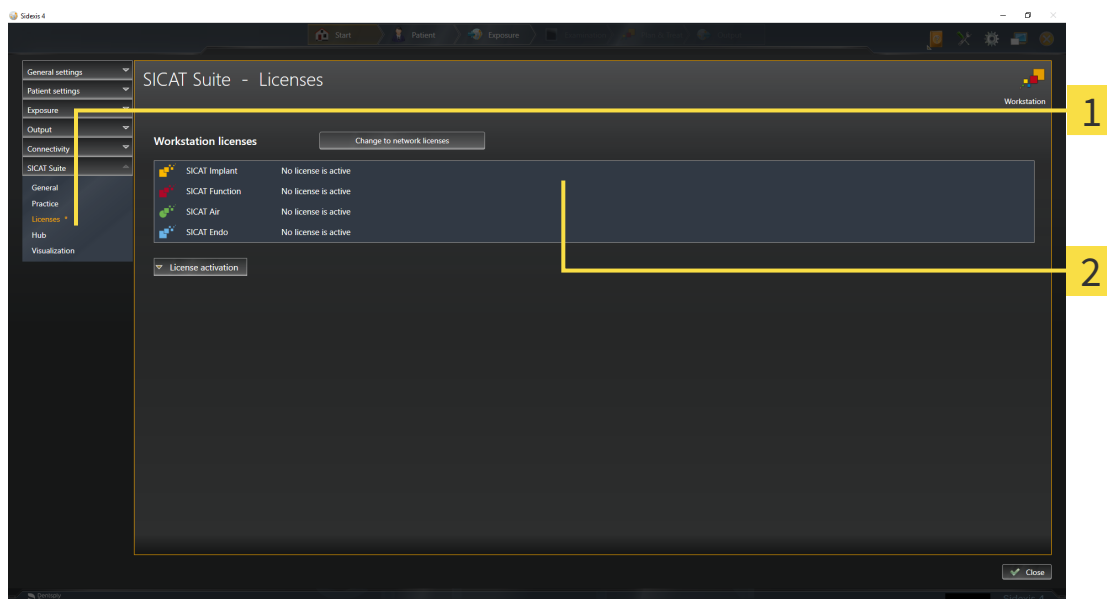 Sidexis 4
Start
Patient
Exposure
General settings
Patient settings
Exposure
Output
Connectivity
SICAT Suite
General
Practice
Licenses *
Hub
Visualization
SICAT Suite - Licenses
Workstation
1
Workstation licenses
Change to network licenses
SICAT Implant No license is active
SICAT Function No license is active
SICAT Air No license is active
SICAT Endo No license is active
2
License activation
Close
Dentsply
Sidexis 4